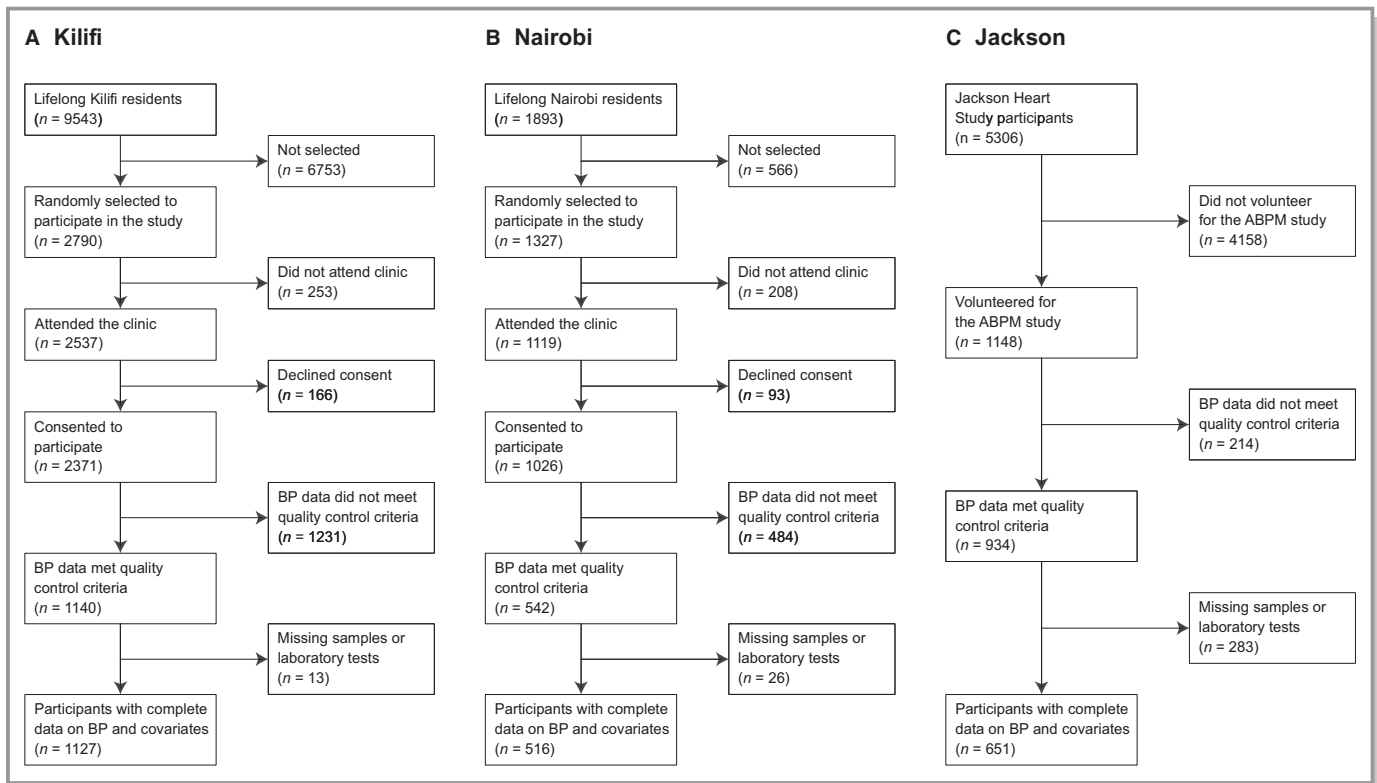 A Kilifi
Lifelong Kilifi residents
(n = 9543)
Not selected
(n = 6753)
Randomly selected to
participate in the study
(n = 2790)
Did not attend clinic
(n = 253)
Attended the clinic
(n = 2537)
Declined consent
(n = 166)
Consented to
participate
(n = 2371)
BP data did not meet
quality control criteria
(n = 1231)
BP data met quality
control criteria
(n = 1140)
Missing samples or
laboratory tests
(n = 13)
Participants with complete
data on BP and covariates
(n = 1127)
B Nairobi
Lifelong Nairobi residents
(n = 1893)
Not selected
(n = 566)
Randomly selected to
participate in the study
(n = 1327)
Did not attend clinic
(n = 208)
Attended the clinic
(n = 1119)
Declined consent
(n = 93)
Consented to
participate
(n = 1026)
BP data did not meet
quality control criteria
(n = 484)
BP data met quality
control criteria
(n = 542)
Missing samples or
laboratory tests
(n = 26)
Participants with complete
data on BP and covariates
(n = 516)
C Jackson
Jackson Heart
Study participants
(n = 5306)
Did not volunteer
for the ABPM study
(n = 4158)
Volunteered for
the ABPM study
(n = 1148)
BP data did not meet
quality control criteria
(n = 214)
BP data met quality
control criteria
(n = 934)
Missing samples or
laboratory tests
(n = 283)
Participants with complete
data on BP and covariates
(n = 651)